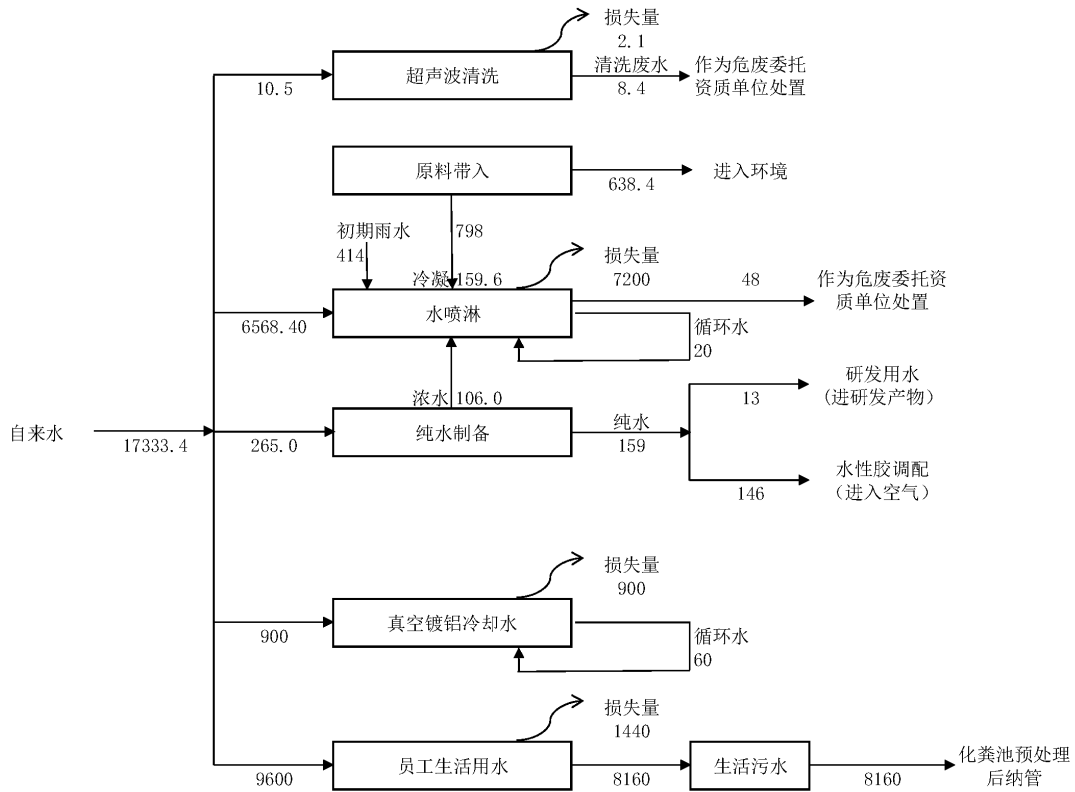 损失量
2.1
超声波清洗
清洗废水
8.4
作为危废委托
资质单位处置
10.5
原料带入
638.4
进入环境
初期雨水
414
798
冷凝 159.6
损失量
7200
48
作为危废委托资
质单位处置
水喷淋
6568.40
循环水
20
研发用水
(进研发产物)
13
浓水 106.0
纯水制备
纯水
159
自来水
17333.4
265.0
水性胶调配
(进入空气)
146
损失量
900
真空镀铝冷却水
900
循环水
60
损失量
1440
员工生活用水
9600
8160
生活污水
8160
化粪池预处理
后纳管